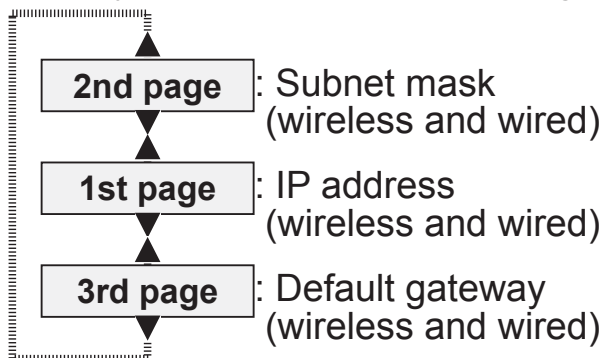 2nd page : Subnet mask
(wireless and wired)
1st page : IP address
(wireless and wired)
3rd page : Default gateway
(wireless and wired)